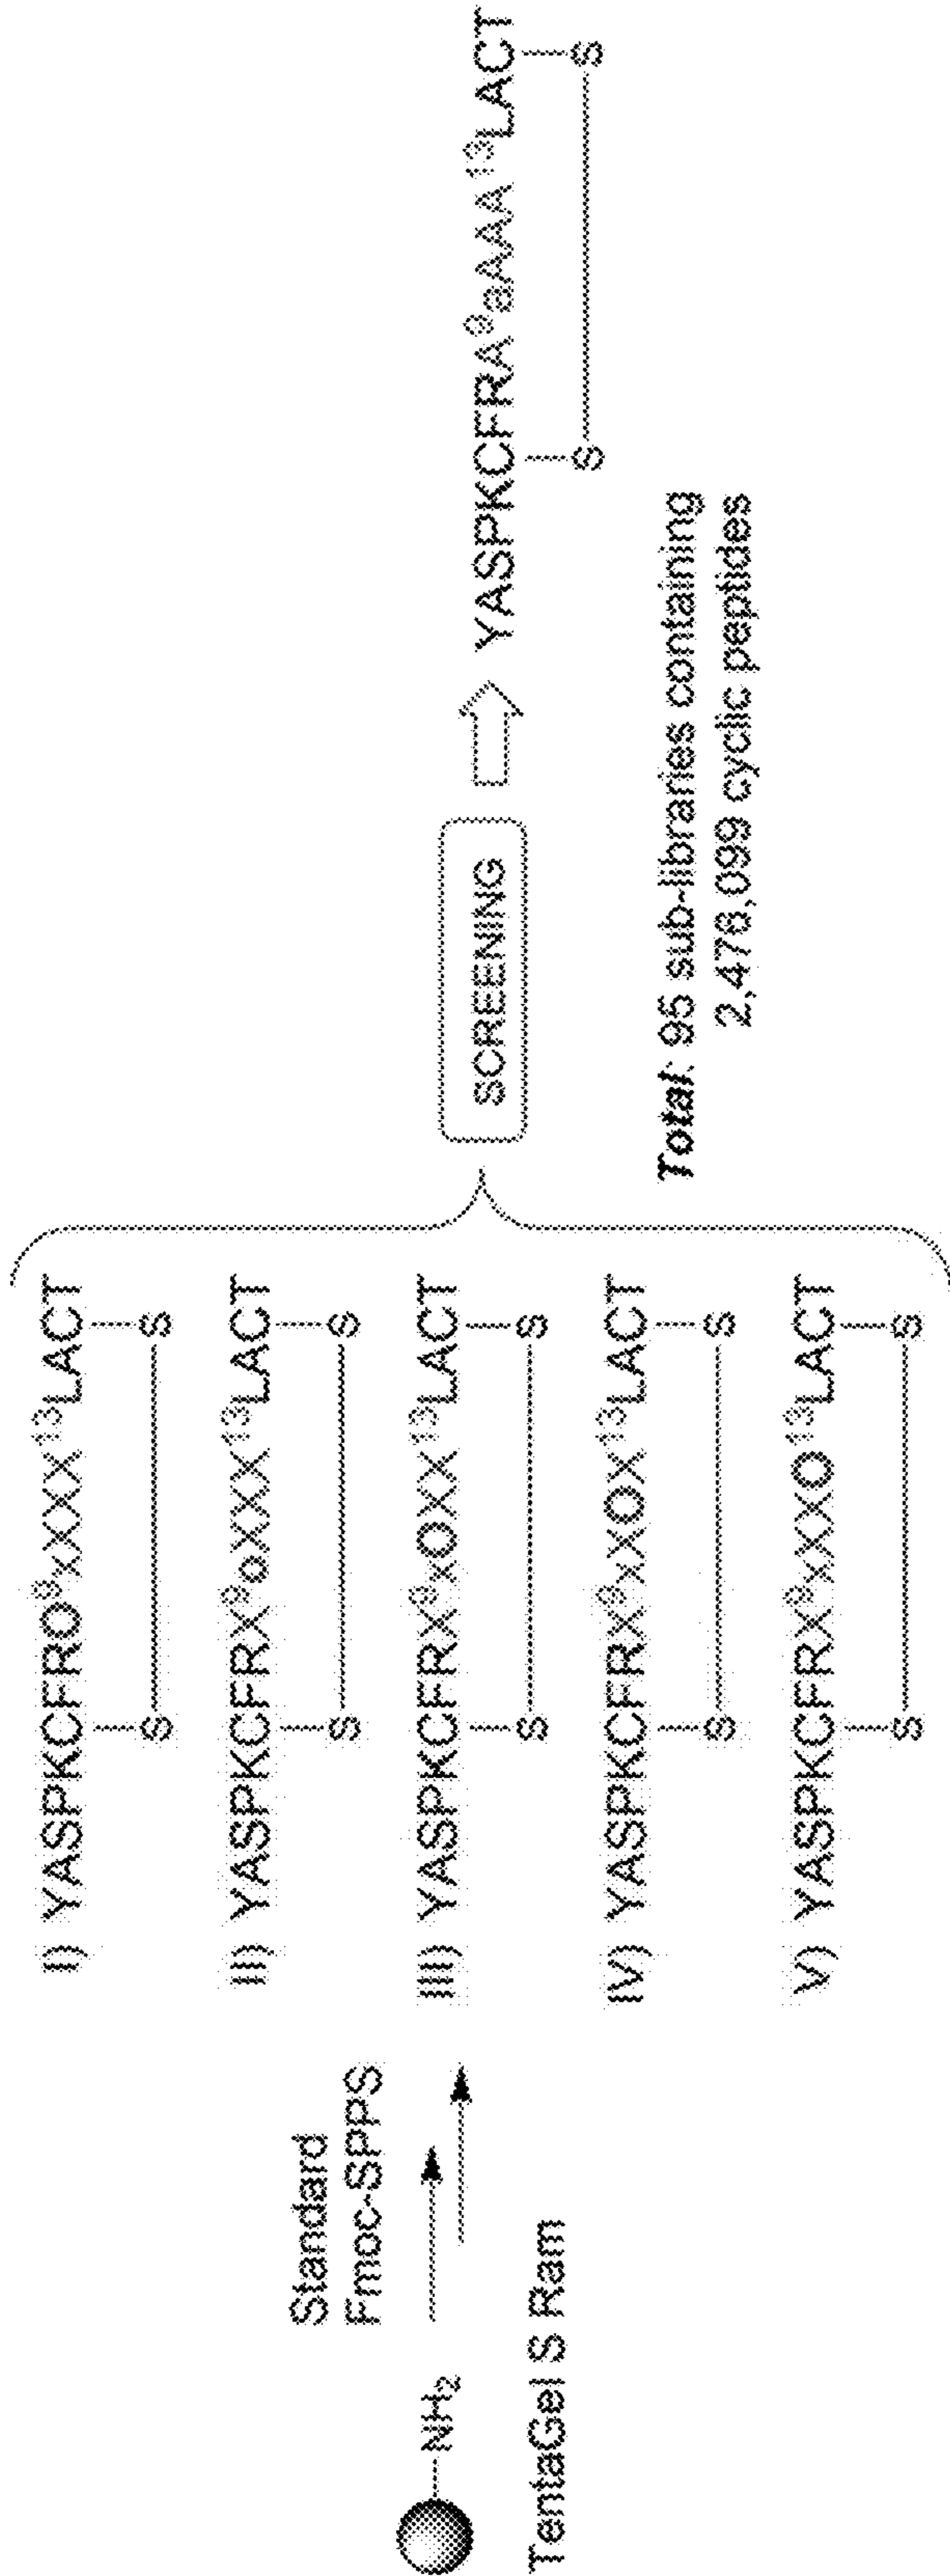 NH₂
TentaGel S Ram
Standard
Fmoc-SPPS
I) YASPKCFRO⁹xXXX¹³LACT
S S
II) YASPKCFRX⁹oXXX¹³LACT
S S
III) YASPKCFRX⁹xOXX¹³LACT
S S
IV) YASPKCFRX⁹xXOX¹³LACT
S S
V) YASPKCFRX⁹xXXO¹³LACT
S S
SCREENING
YASPKCFRA⁹aAAA¹³LACT
S S
Total: 95 sub-libraries containing
2,476,099 cyclic peptides